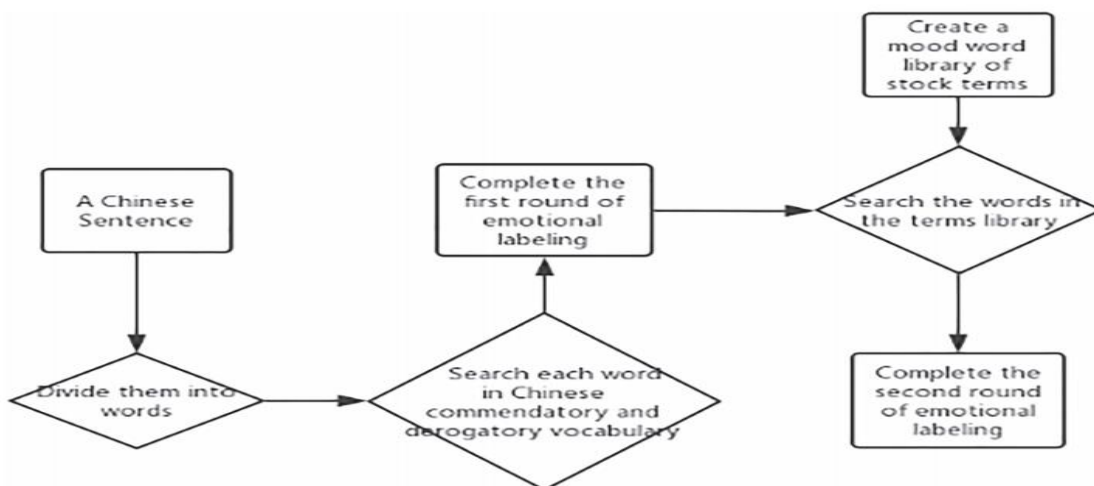 A Chinese
Sentence
Divide them into
words
Search each word
in Chinese
commendatory and
derogatory vocabulary
Complete the
first round of
emotional
labeling
Create a
mood word
library of
stock terms
Search the words in
the terms library
Complete the
second round
of emotional
labeling